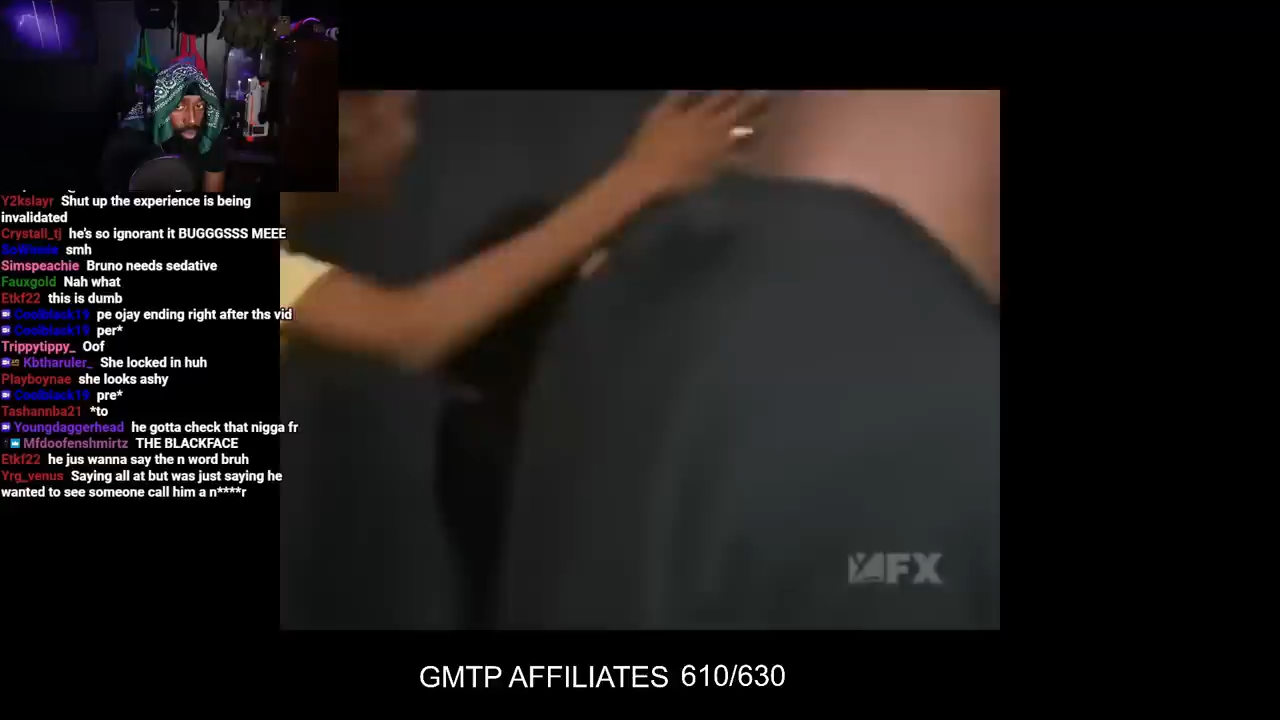 Y2kslayr Shut up the experience is being
invalidated
Crystall_tj he's so ignorant it BUGGGSSS MEEE
smh
Simspeachie Bruno needs sedative
Fauxgold Nah what
Etkf22 this is dumb
Coolblack19 pe ojay ending right after ths vid
Coolblack19 per*
Trippytippy_ Oof
Kbtharuler_ She locked in huh
Playboynae she looks ashy
Coolblack19 pre*
Tashannba21 *to
Youngdaggerhead he gotta check that nigga fr
Mfdoofenshmirtz THE BLACKFACE
Etkf22 he jus wanna say the n word bruh
Yrg_venus Saying all at but was just saying he
wanted to see someone call him a n****r
FX
GMTP AFFILIATES 610/630